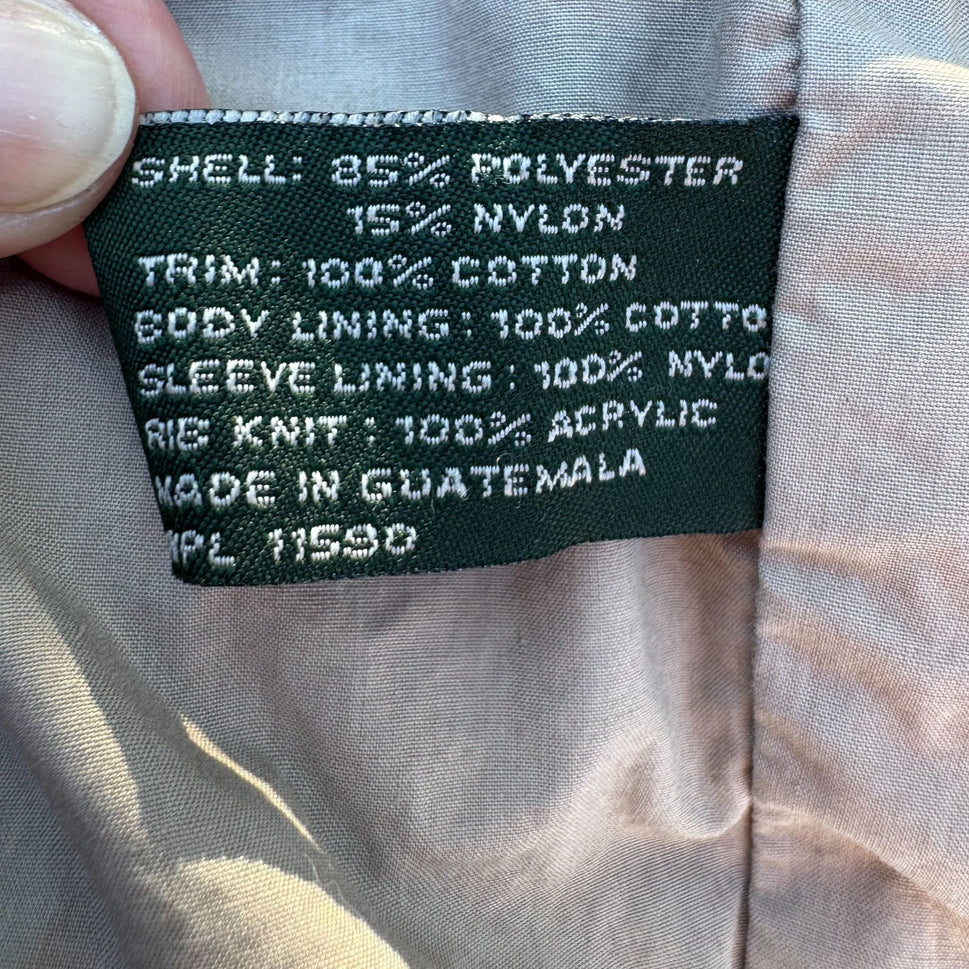 SHELL: 85% POLYESTER
15% NYLON
TRIM: 100% COTTON
BODY LINING: 100% COTTO
SLEEVE LINING: 100% NYLO
RIB KNIT: 100% ACRYLIC
MADE IN GUATEMALA
RPL 11590